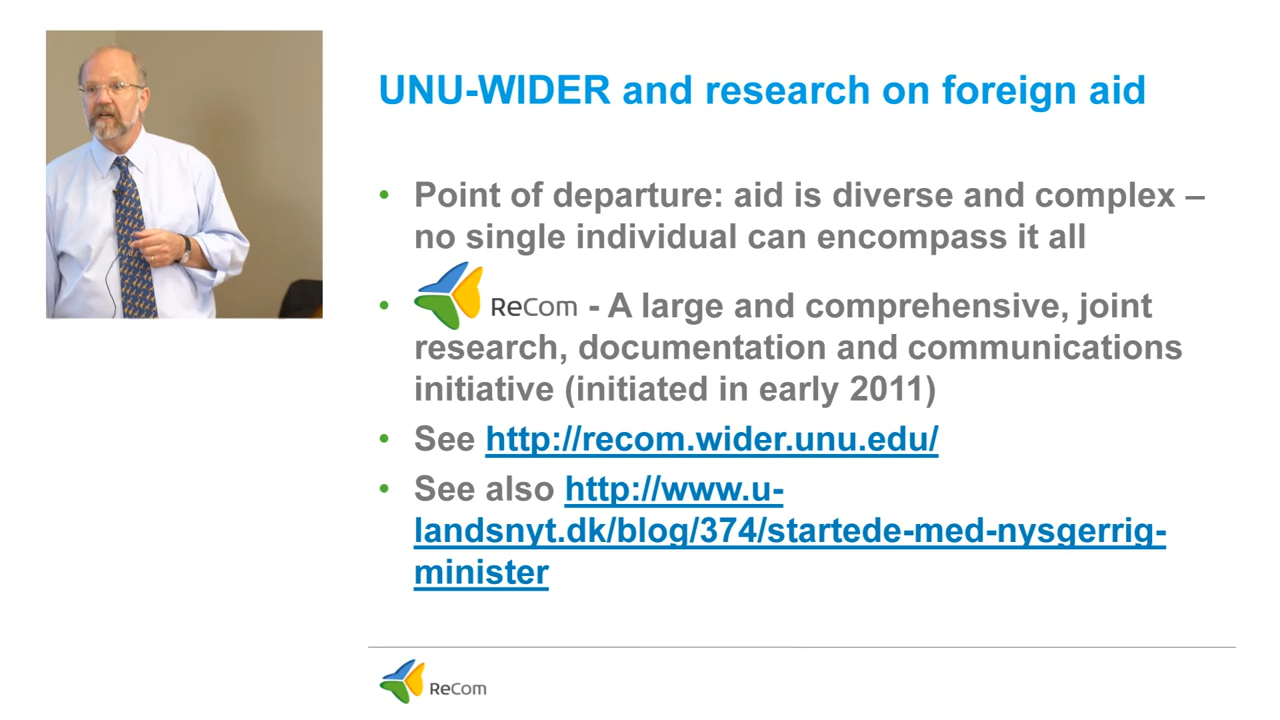 UNU-WIDER and research on foreign aid
• Point of departure: aid is diverse and complex –
no single individual can encompass it all
• ReCom - A large and comprehensive, joint
research, documentation and communications
initiative (initiated in early 2011)
• See http://recom.wider.unu.edu/
• See also http://www.u-
landsnyt.dk/blog/374/startede-med-nysgerrig-
minister
ReCom